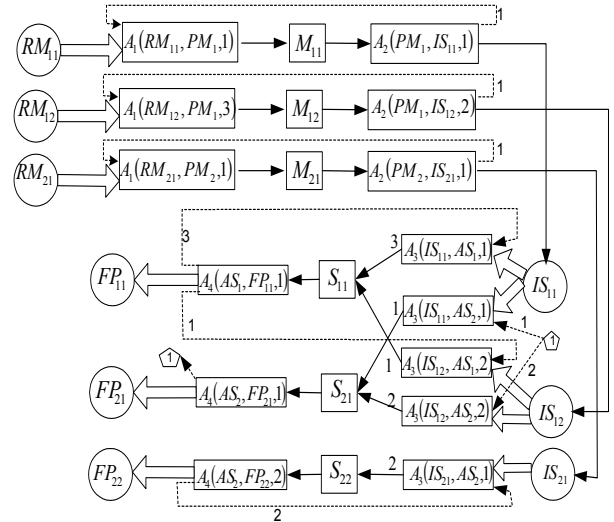 1
RM₁₁ A₁(RM₁₁, PM₁,1) M₁₁ A₂(PM₁, IS₁₁,1)
1
RM₁₂ A₁(RM₁₂, PM₁,3) M₁₂ A₂(PM₁, IS₁₂,2)
1
RM₂₁ A₁(RM₂₁, PM₂,1) M₂₁ A₂(PM₂, IS₂₁,1)
3 3 A₃(IS₁₁, AS₁,1)
FP₁₁ A₄(AS₁, FP₁₁,1) S₁₁ IS₁₁
1 A₃(IS₁₁, AS₂,1) 1
1 1
1 1 A₃(IS₁₂, AS₁,2) 2
FP₂₁ A₄(AS₂, FP₂₁,1) S₂₁ 2 A₃(IS₁₂, AS₂,2) IS₁₂
FP₂₂ A₄(AS₂, FP₂₂,2) S₂₂ 2 A₃(IS₂₁, AS₂,1) IS₂₁
2